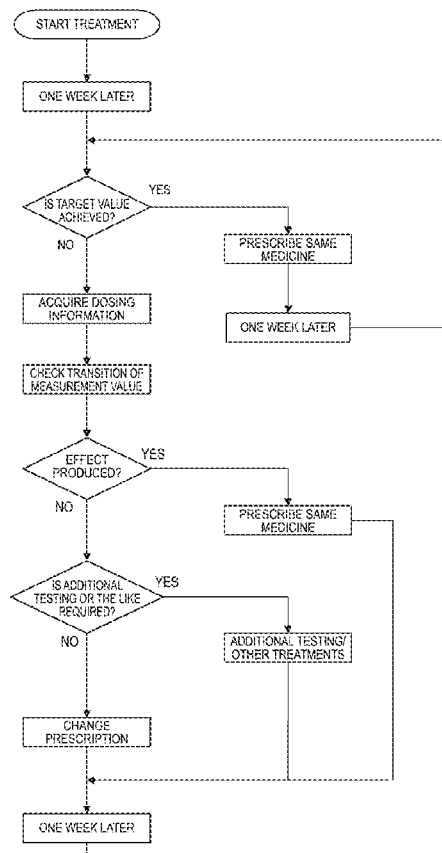 START TREATMENT
ONE WEEK LATER
IS TARGET VALUE
ACHIEVED?
YES
NO
PRESCRIBE SAME
MEDICINE
ACQUIRE DOSING
INFORMATION
ONE WEEK LATER
CHECK TRANSITION OF
MEASUREMENT VALUE
EFFECT
PRODUCED?
YES
NO
PRESCRIBE SAME
MEDICINE
IS ADDITIONAL
TESTING OR THE LIKE
REQUIRED?
YES
NO
ADDITIONAL TESTING/
OTHER TREATMENTS
CHANGE
PRESCRIPTION
ONE WEEK LATER